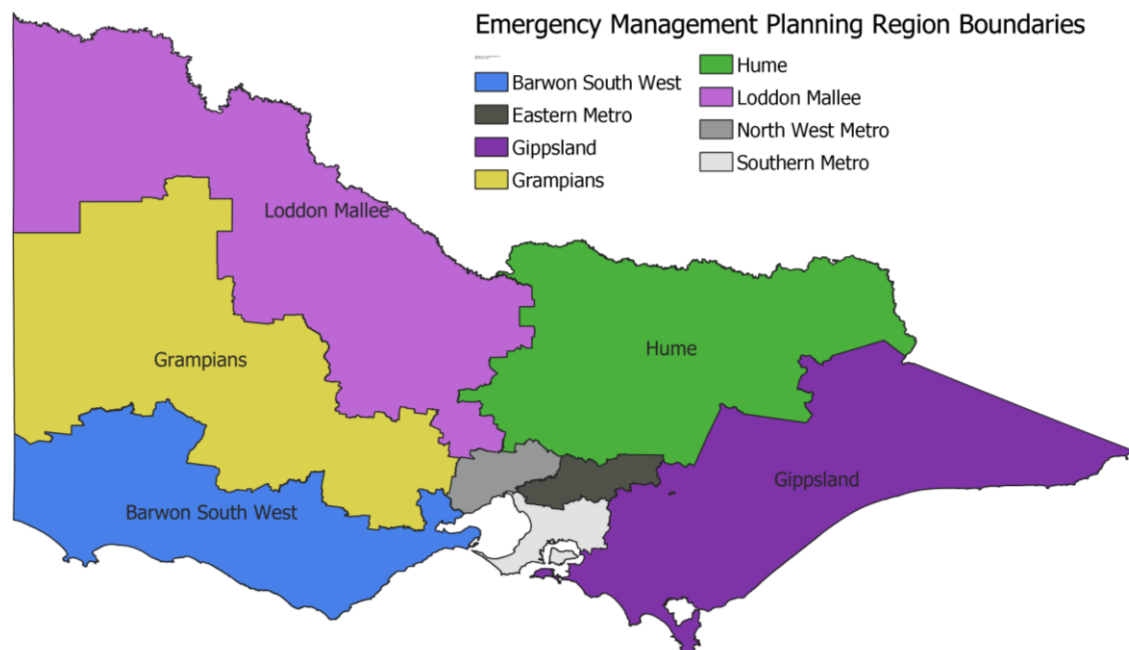 Emergency Management Planning Region Boundaries
Barwon South West
Eastern Metro
Gippsland
Grampians
Hume
Loddon Mallee
North West Metro
Southern Metro
Loddon Mallee
Hume
Grampians
Gippsland
Barwon South West